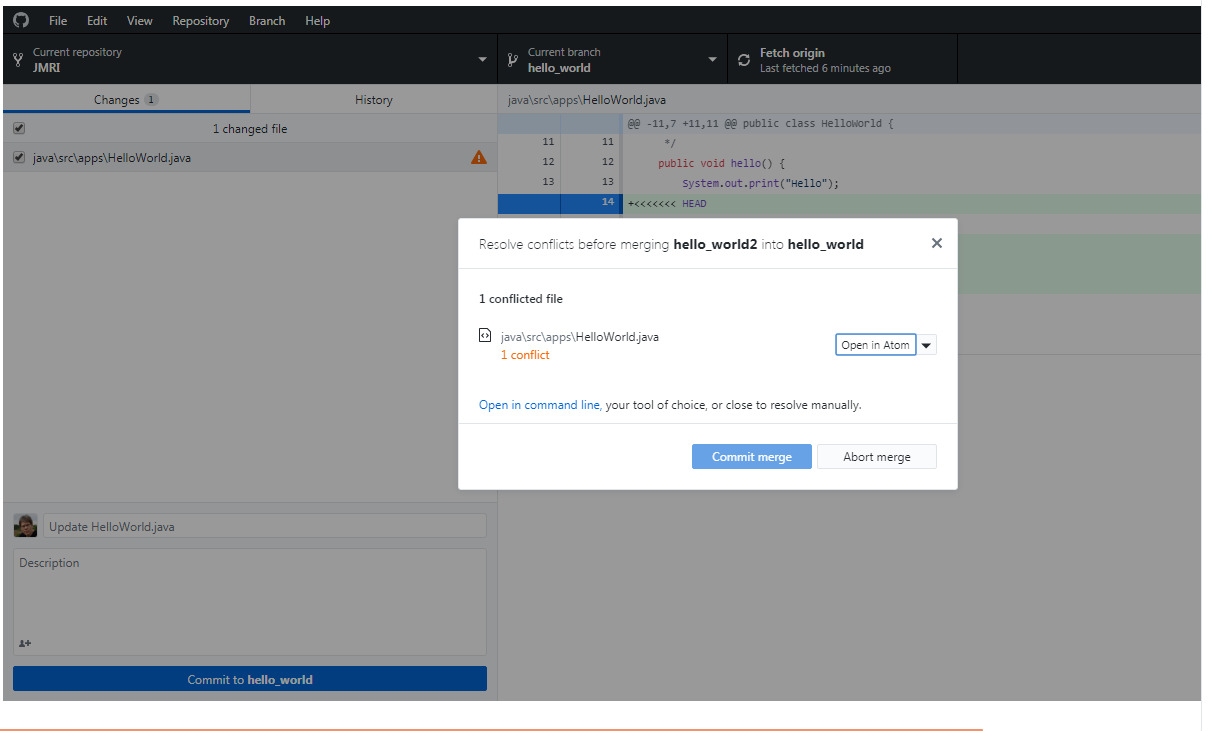 File Edit View Repository Branch Help
Current repository
JMRI
Current branch
hello_world
Fetch origin
Last fetched 6 minutes ago
Changes 1
History
java\src\apps\HelloWorld.java
1 changed file
java\src\apps\HelloWorld.java
@@ -11,7 +11,11 @@ public class HelloWorld {
11 11 */
12 12 public void hello() {
13 13 System.out.print("Hello");
14 +<<<<<<< HEAD
Resolve conflicts before merging hello_world2 into hello_world
1 conflicted file
java\src\apps\HelloWorld.java
1 conflict
Open in Atom
Open in command line, your tool of choice, or close to resolve manually.
Commit merge
Abort merge
Update HelloWorld.java
Description
Commit to hello_world